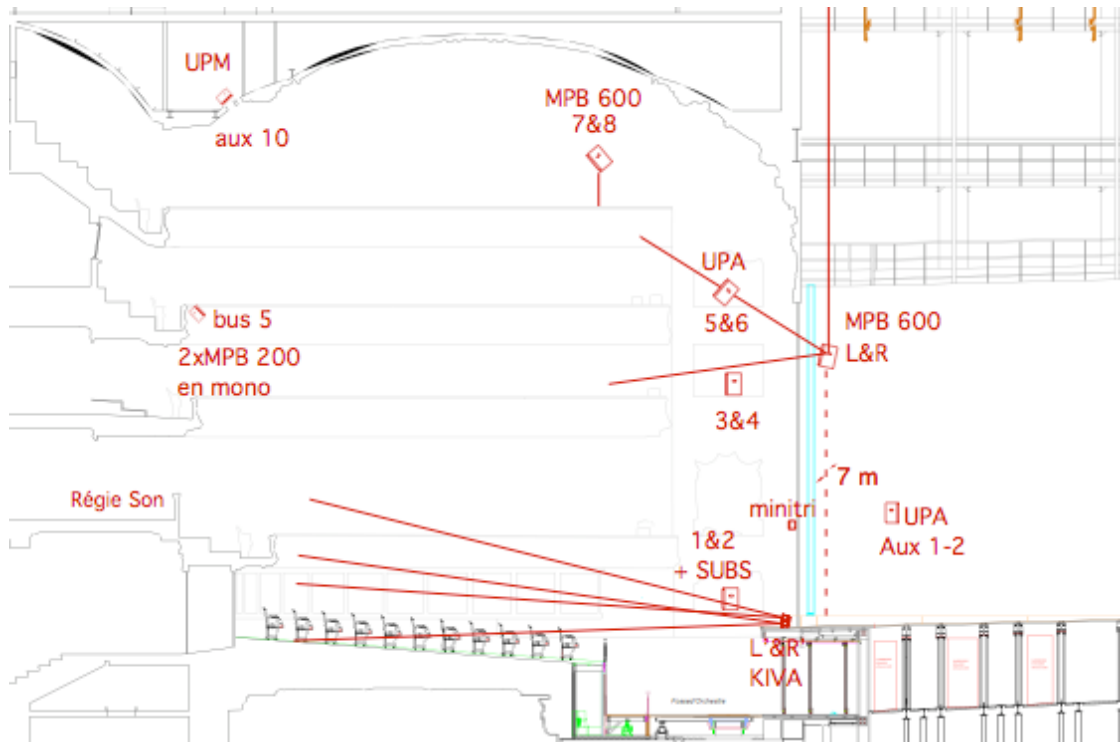 UPM
aux 10
MPB 600
7&8
UPA
5&6
bus 5
2xMPB 200
en mono
MPB 600
L&R
3&4
7 m
Régie Son
minitri
UPA
Aux 1-2
1&2
+ SUBS
L'&R'
KIVA